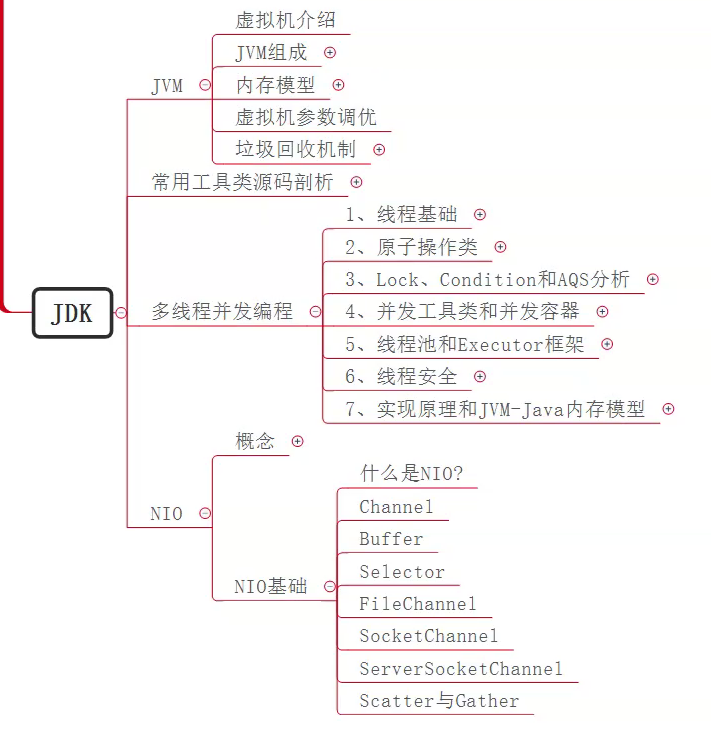 JDK
JVM
虚拟机介绍
JVM组成
内存模型
虚拟机参数调优
垃圾回收机制
常用工具类源码剖析
多线程并发编程
1、线程基础
2、原子操作类
3、Lock、Condition和AQS分析
4、并发工具类和并发容器
5、线程池和Executor框架
6、线程安全
7、实现原理和JVM-Java内存模型
NIO
概念
NIO基础
什么是NIO?
Channel
Buffer
Selector
FileChannel
SocketChannel
ServerSocketChannel
Scatter与Gather